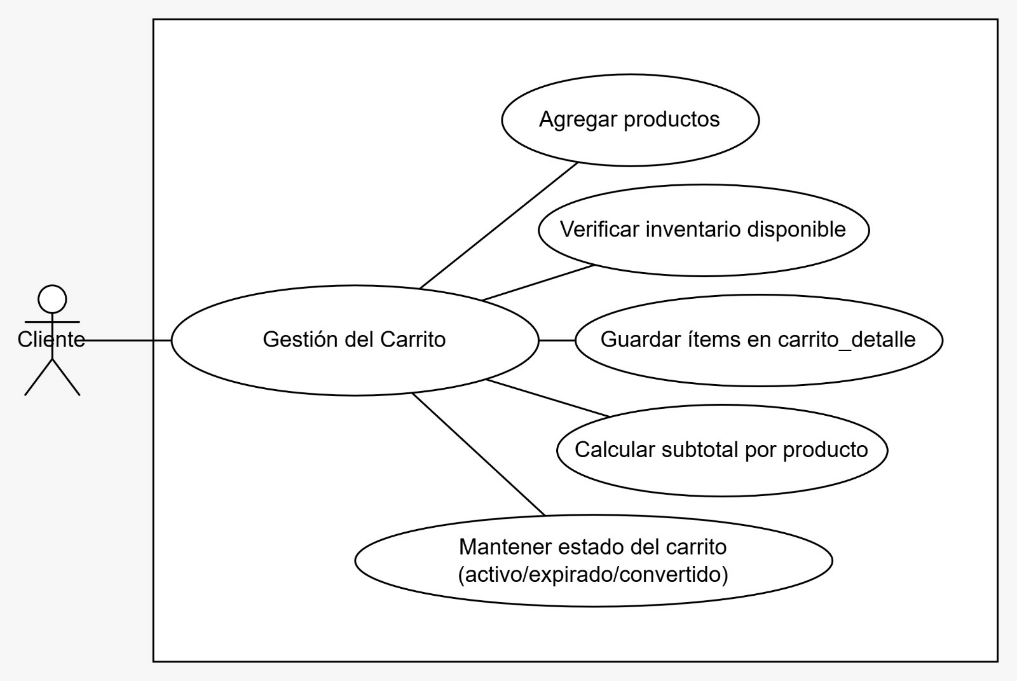 Agregar productos
Verificar inventario disponible
Cliente
Gestión del Carrito
Guardar ítems en carrito_detalle
Calcular subtotal por producto
Mantener estado del carrito
(activo/expirado/convertido)